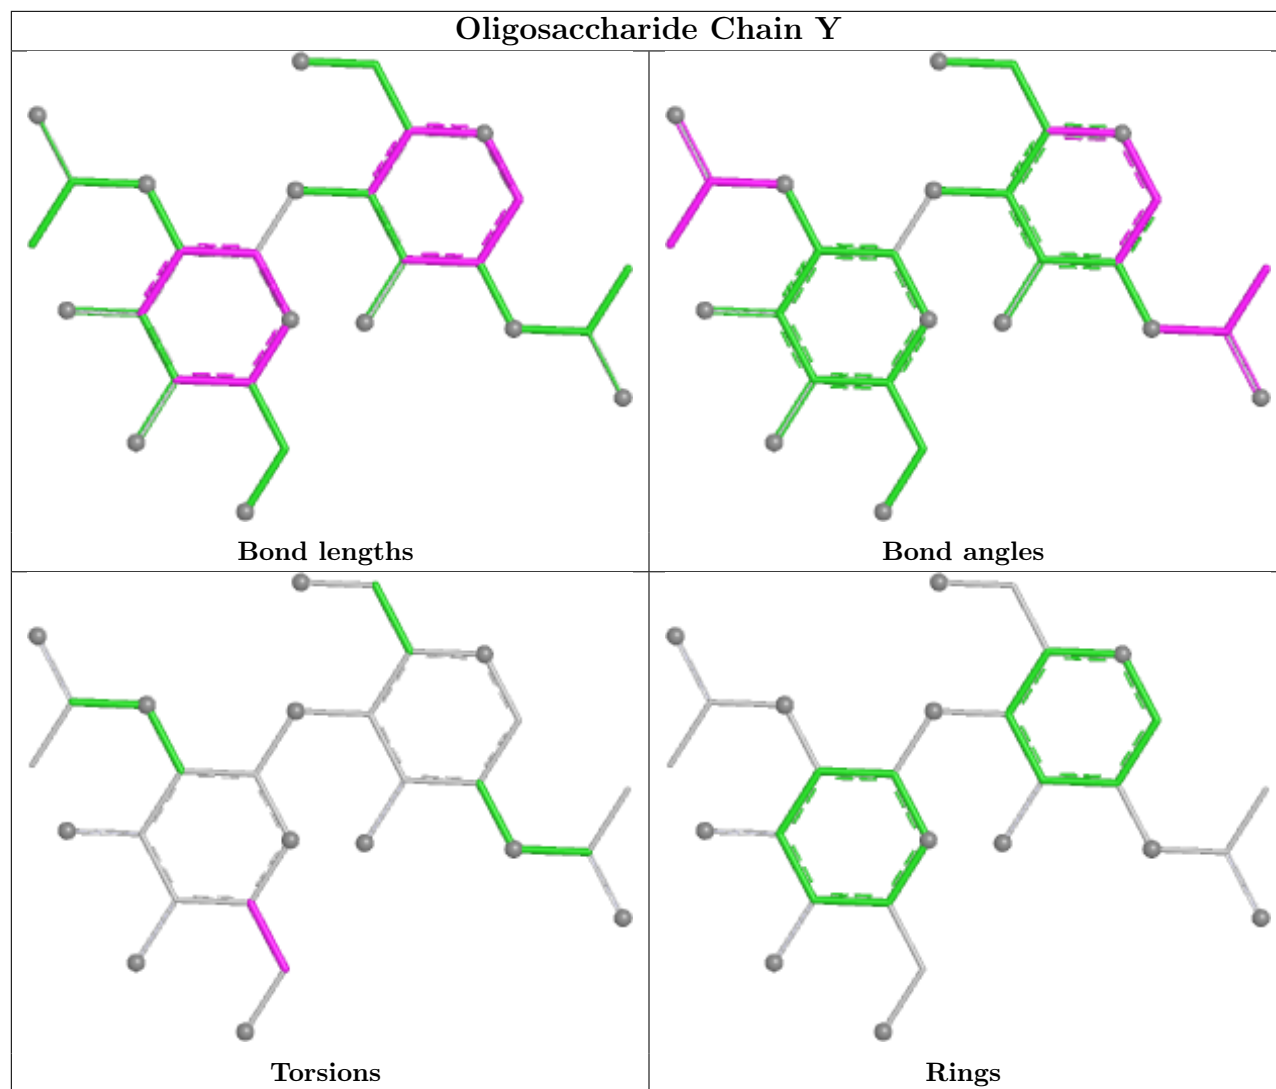 Oligosaccharide Chain Y
Bond lengths
Bond angles
Torsions
Rings